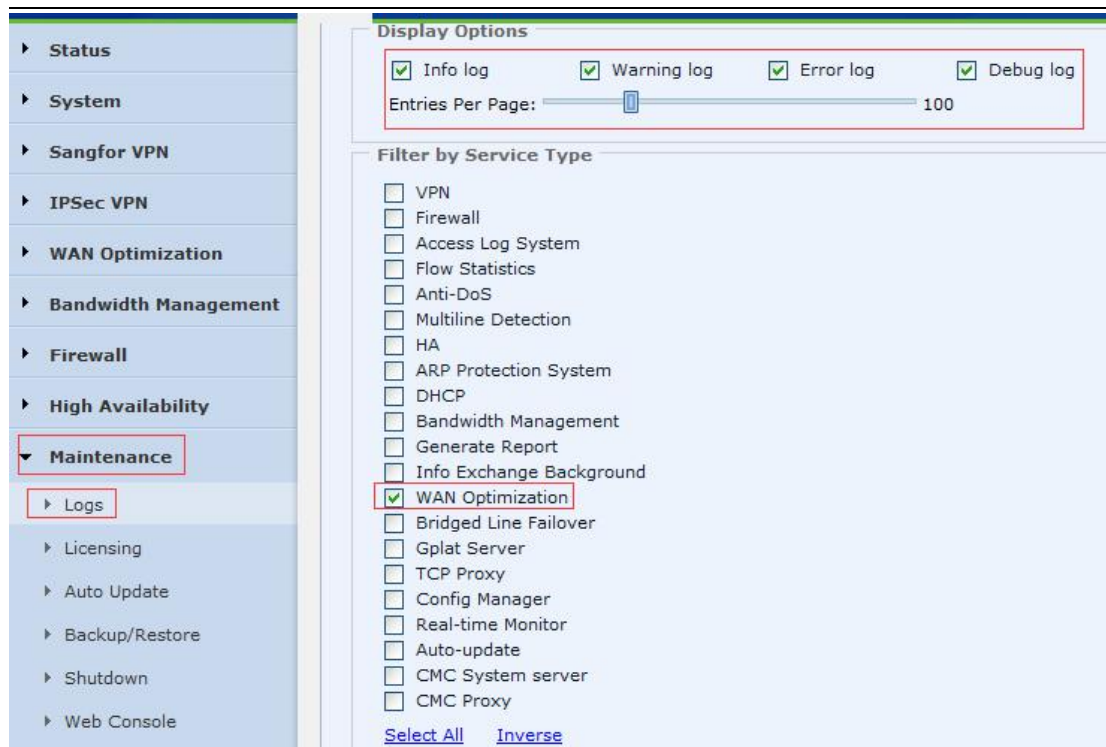 Status
System
Sangfor VPN
IPSec VPN
WAN Optimization
Bandwidth Management
Firewall
High Availability
Maintenance
Logs
Licensing
Auto Update
Backup/Restore
Shutdown
Web Console
Display Options
Info log Warning log Error log Debug log
Entries Per Page: 100
Filter by Service Type
VPN
Firewall
Access Log System
Flow Statistics
Anti-DoS
Multiline Detection
HA
ARP Protection System
DHCP
Bandwidth Management
Generate Report
Info Exchange Background
WAN Optimization
Bridged Line Failover
Gplat Server
TCP Proxy
Config Manager
Real-time Monitor
Auto-update
CMC System server
CMC Proxy
Select All Inverse